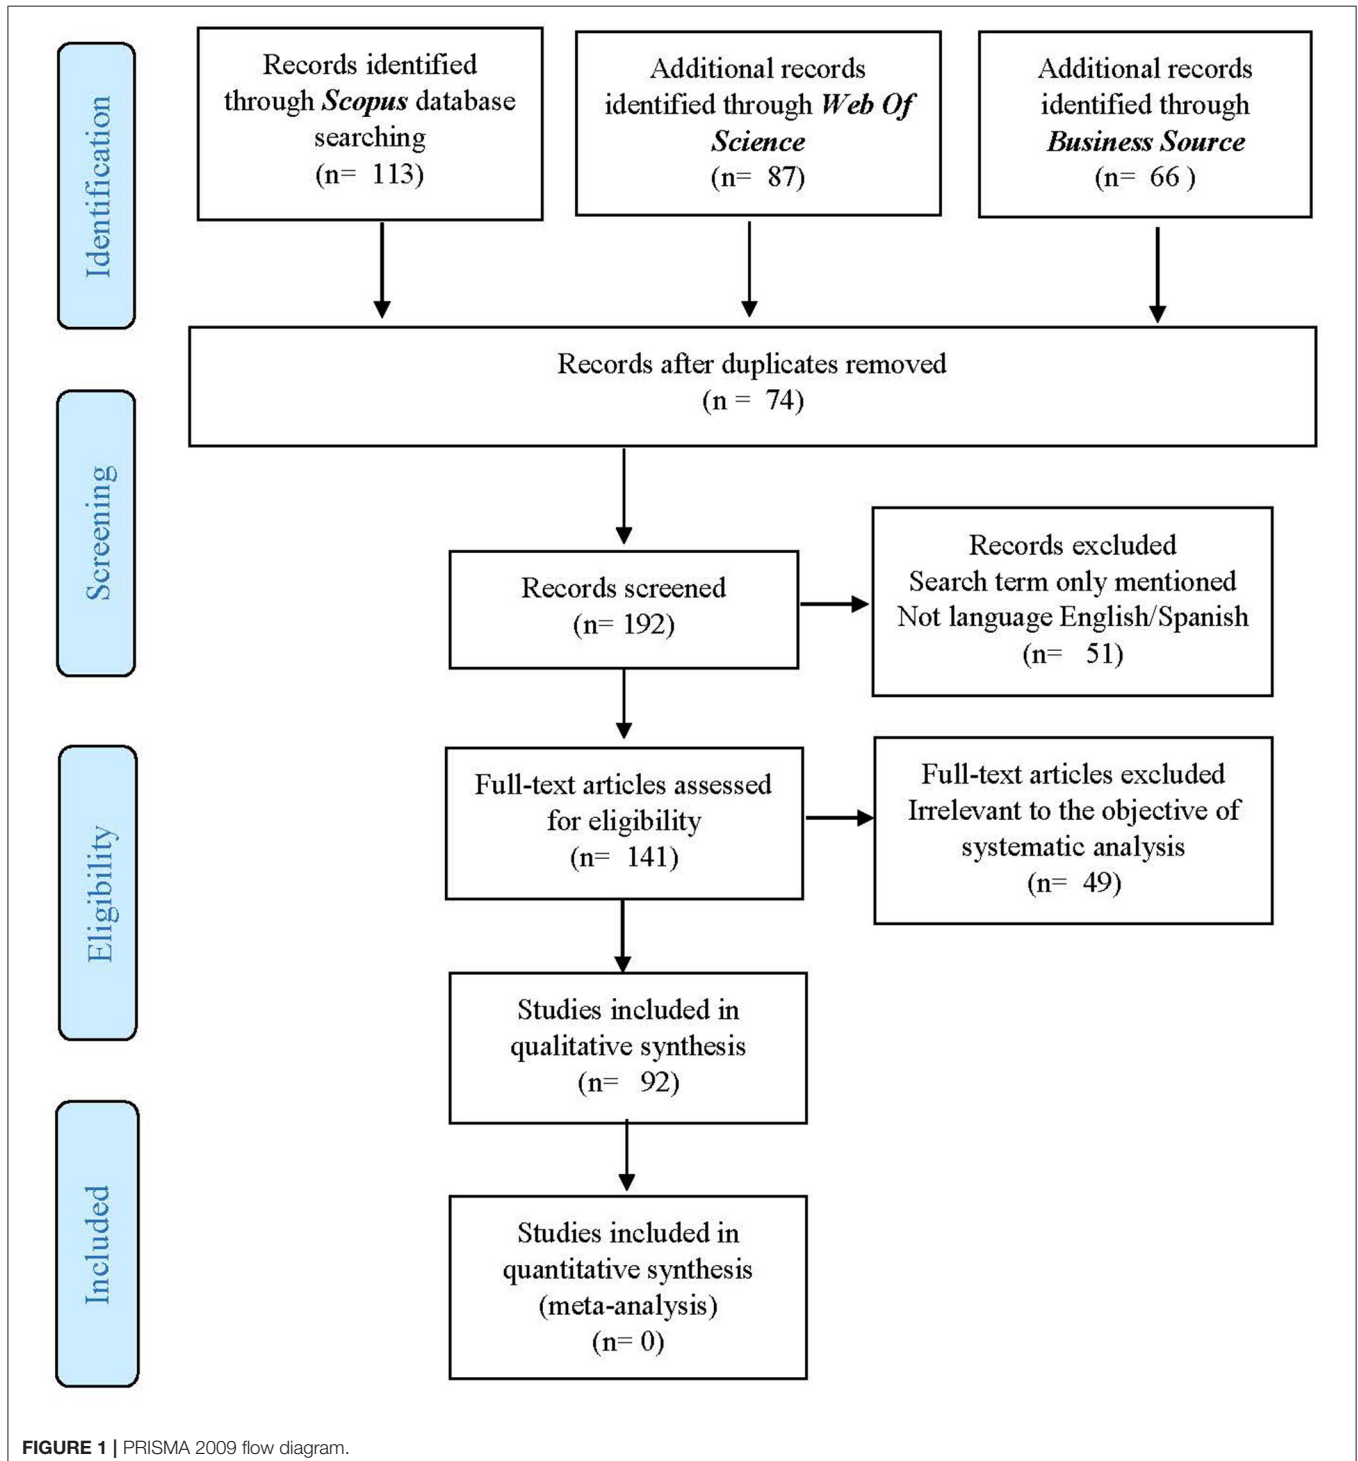 Identification
Records identified
through Scopus database
searching
(n= 113)
Additional records
identified through Web Of
Science
(n= 87)
Additional records
identified through
Business Source
(n= 66 )
Records after duplicates removed
(n = 74)
Screening
Records screened
(n= 192)
Records excluded
Search term only mentioned
Not language English/Spanish
(n= 51)
Eligibility
Full-text articles assessed
for eligibility
(n= 141)
Full-text articles excluded
Irrelevant to the objective of
systematic analysis
(n= 49)
Studies included in
qualitative synthesis
(n= 92)
Included
Studies included in
quantitative synthesis
(meta-analysis)
(n= 0)
FIGURE 1 | PRISMA 2009 flow diagram.